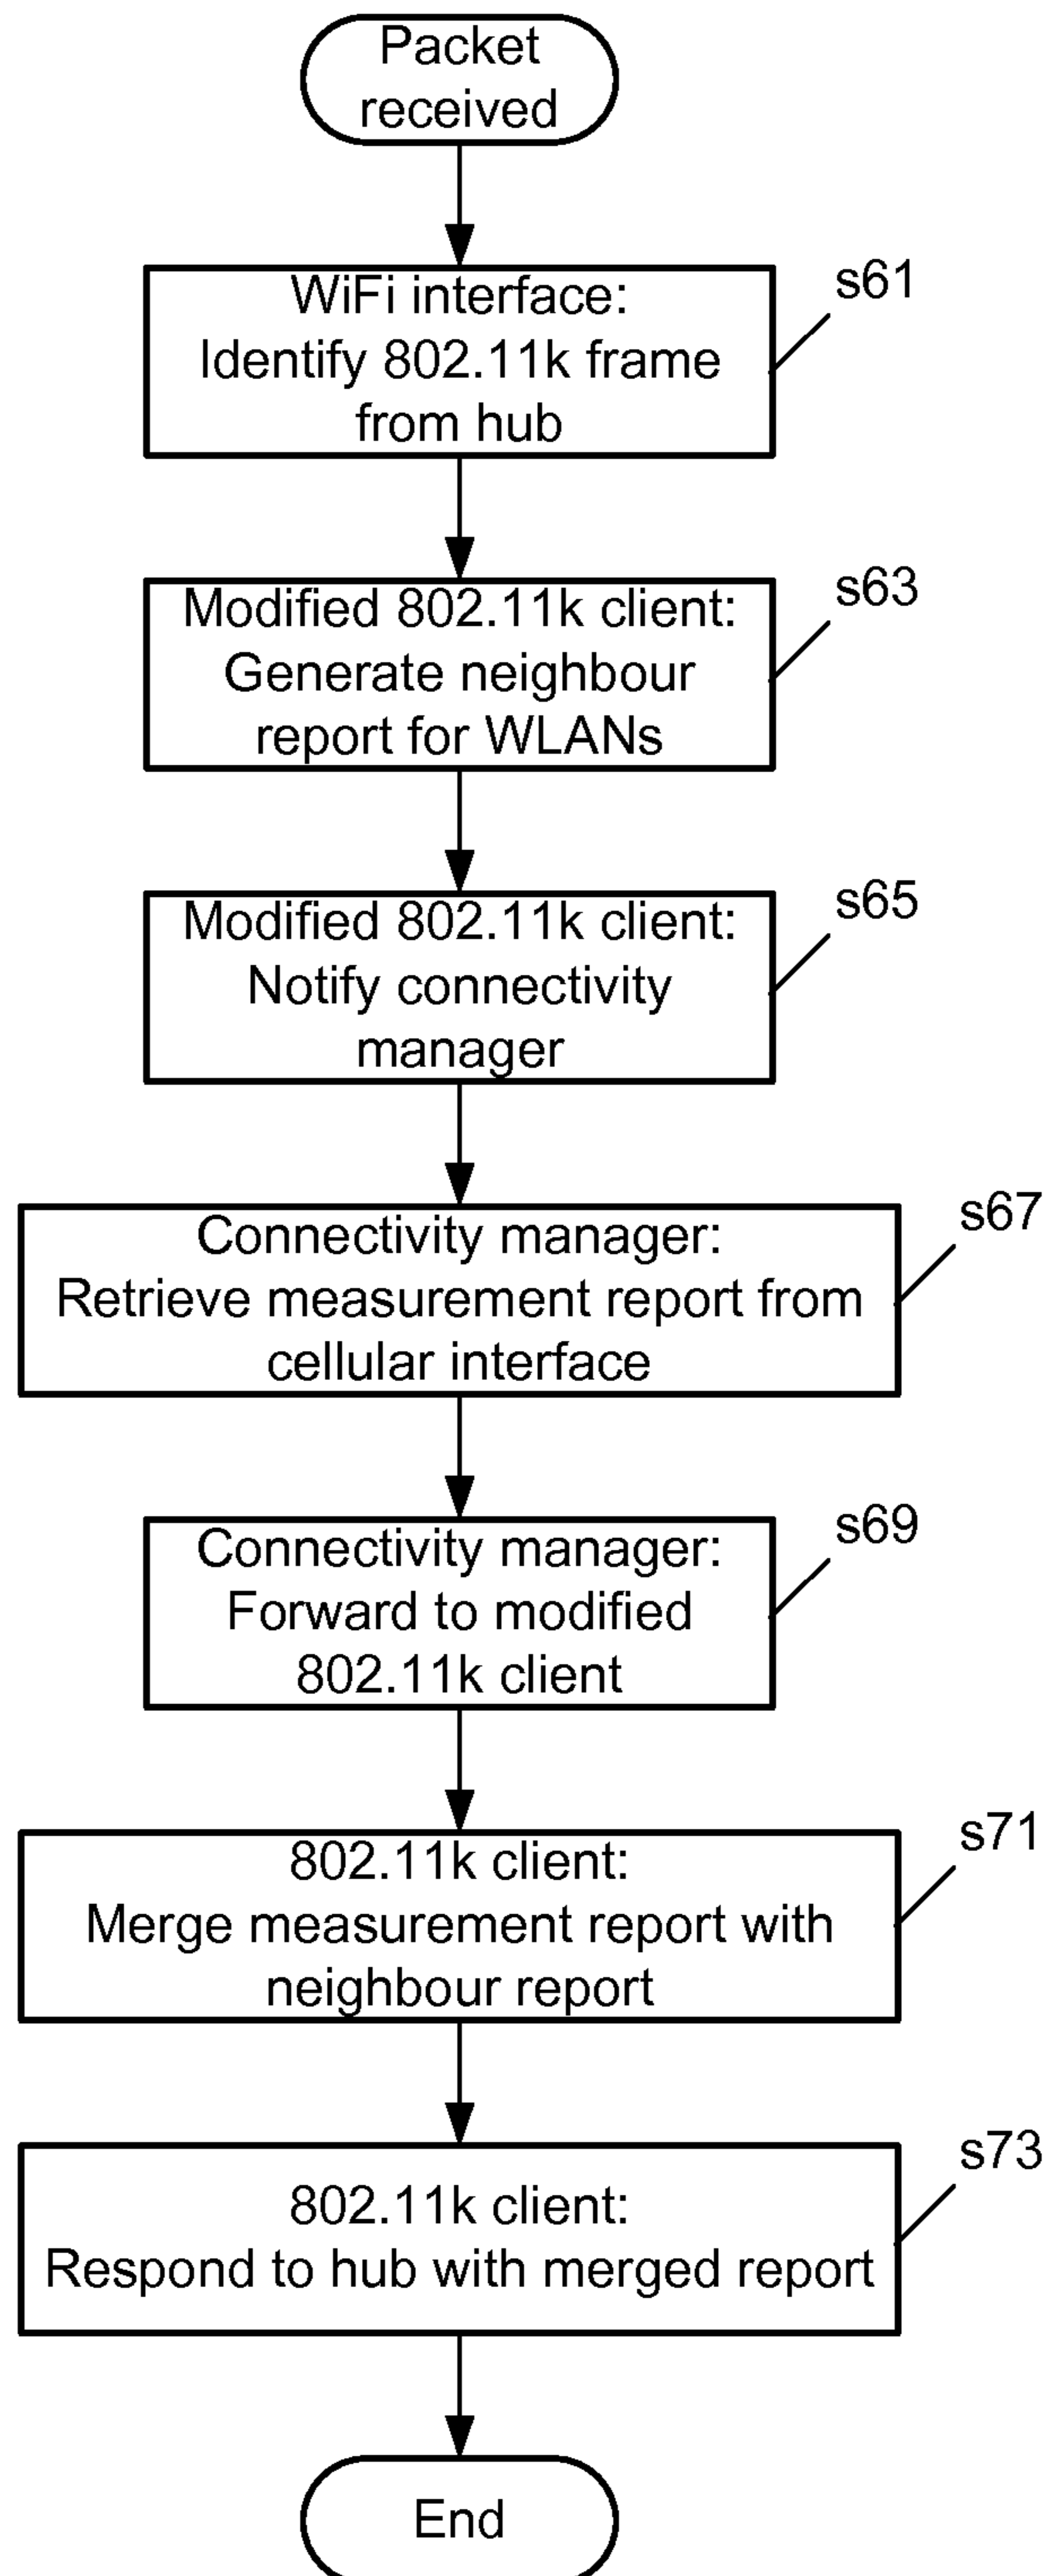 Packet
received
s61
WiFi interface:
Identify 802.11k frame
from hub
s63
Modified 802.11k client:
Generate neighbour
report for WLANs
s65
Modified 802.11k client:
Notify connectivity
manager
s67
Connectivity manager:
Retrieve measurement report from
cellular interface
s69
Connectivity manager:
Forward to modified
802.11k client
s71
802.11k client:
Merge measurement report with
neighbour report
s73
802.11k client:
Respond to hub with merged report
End